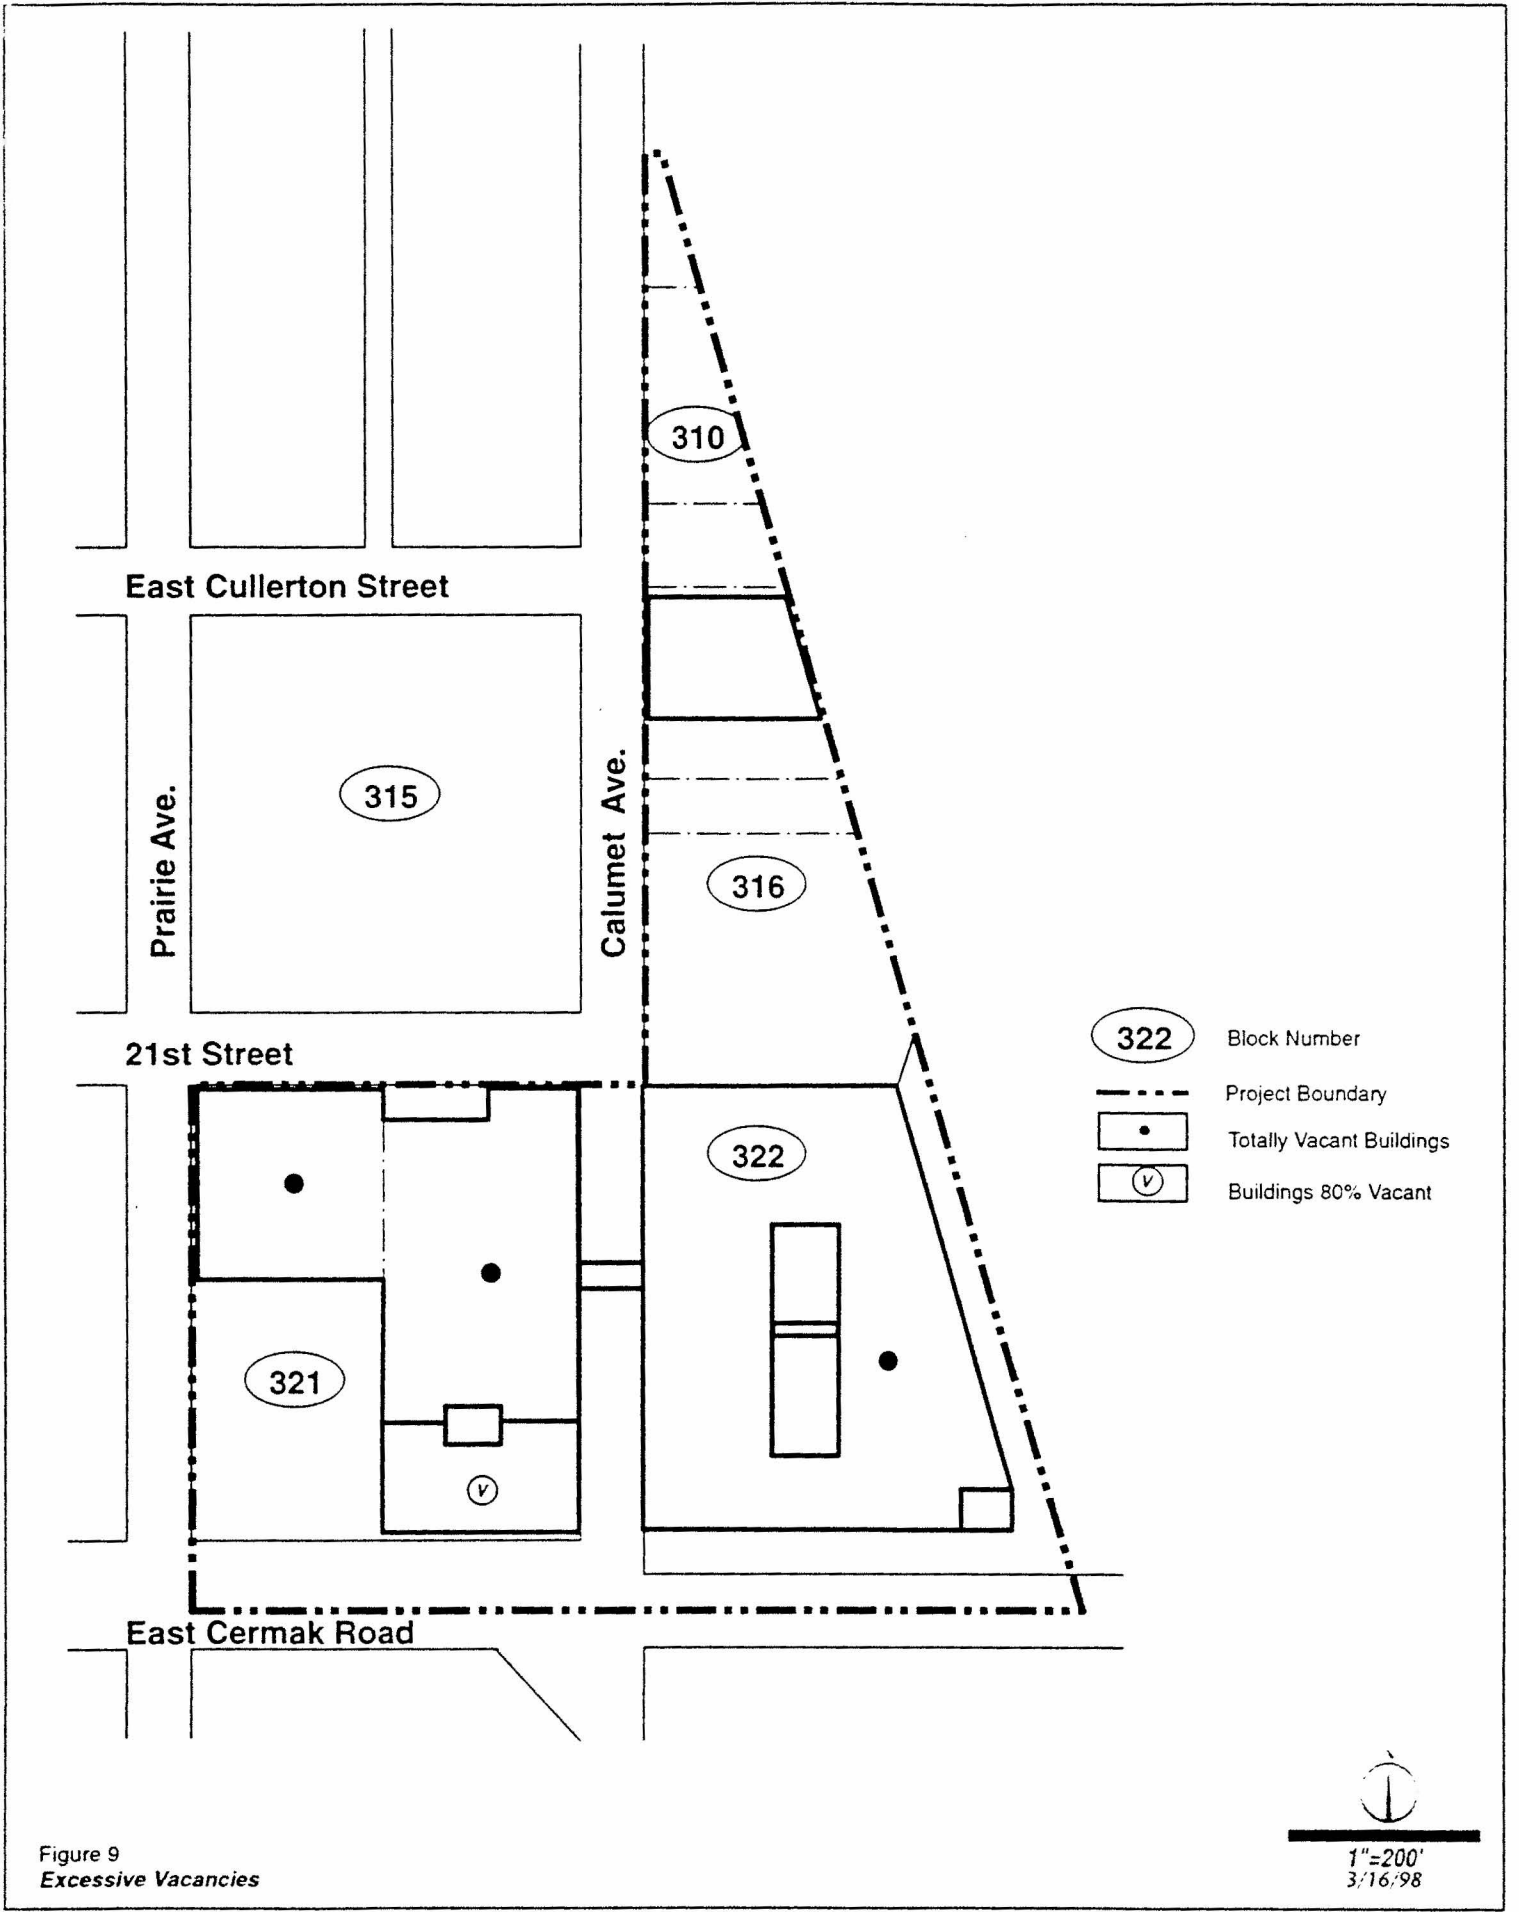 310
East Cullerton Street
315
Prairie Ave.
Calumet Ave.
316
21st Street
322
Block Number
Project Boundary
Totally Vacant Buildings
V
Buildings 80% Vacant
322
321
V
East Cermak Road
Figure 9
Excessive Vacancies
1"=200'
3/16/98